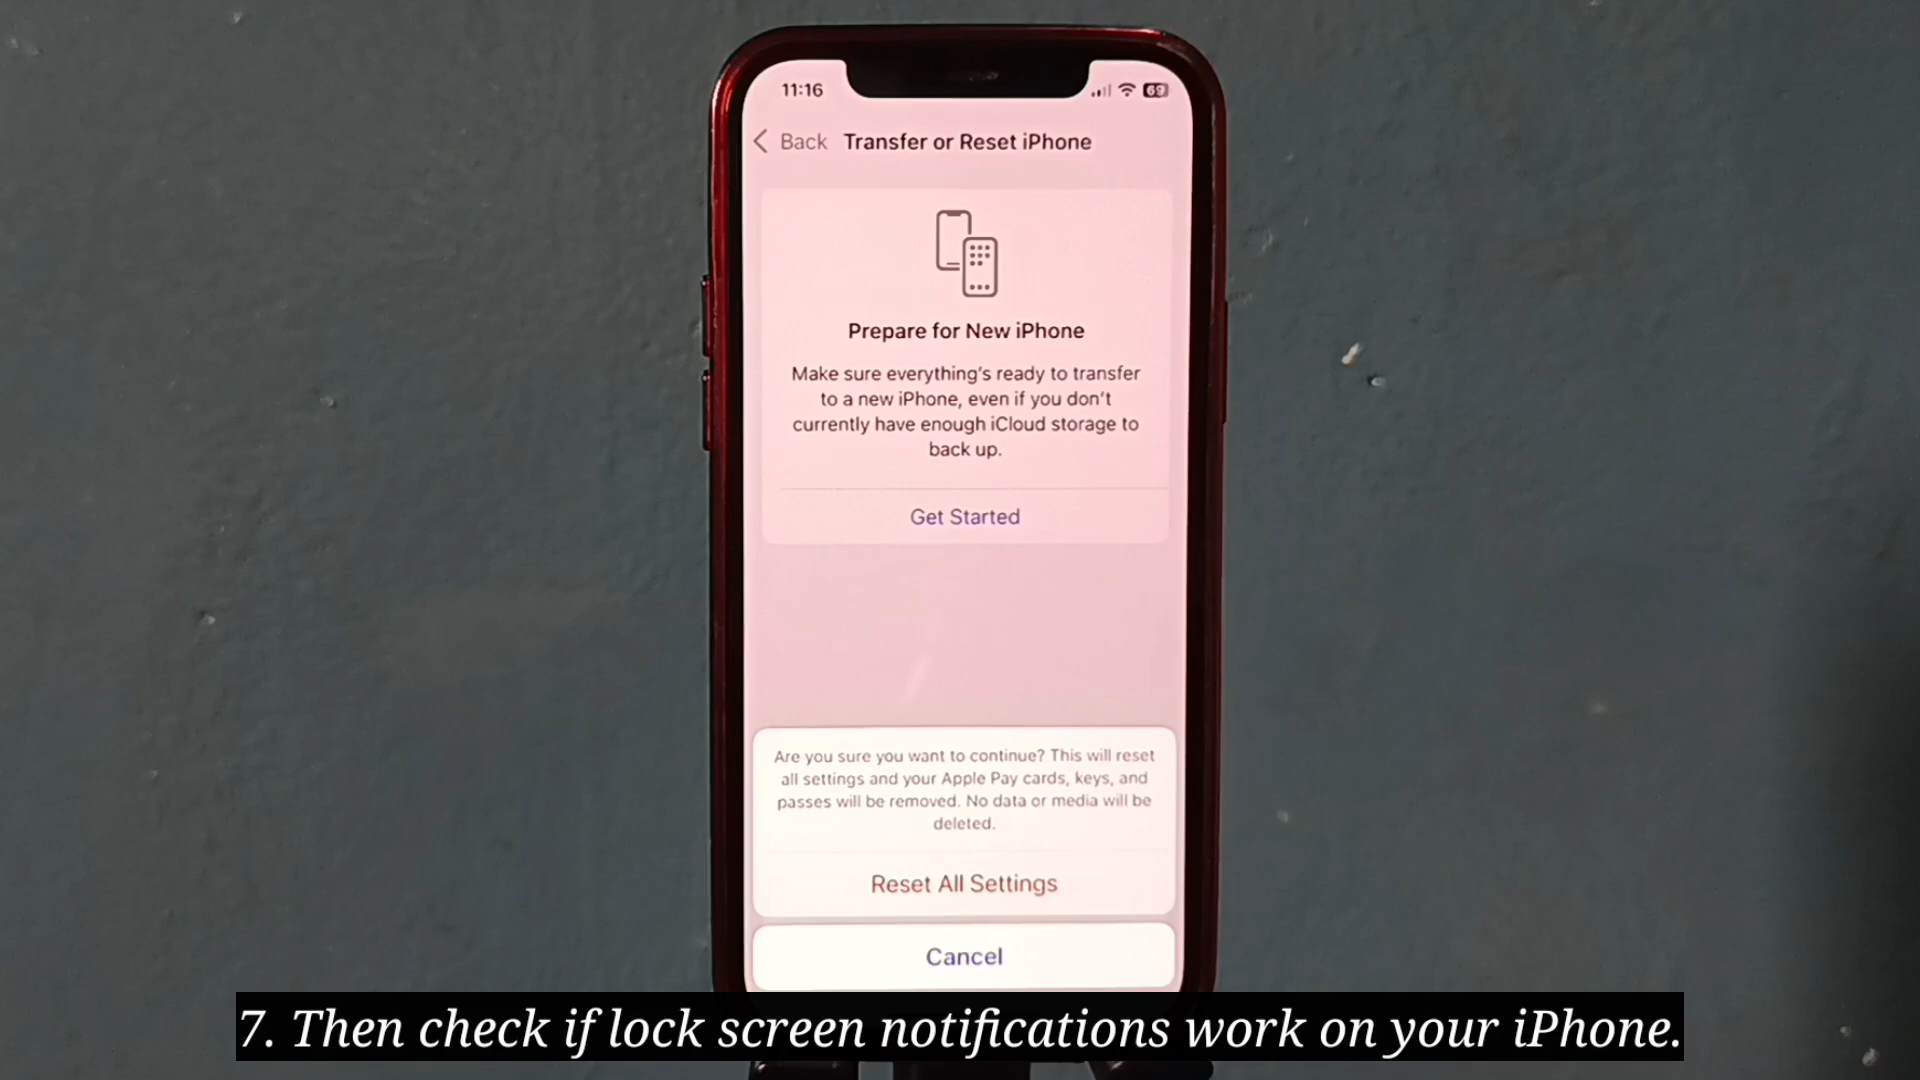 11:16
69
Back Transfer or Reset iPhone
Prepare for New iPhone
Make sure everything's ready to transfer
to a new iPhone, even if you don't
currently have enough iCloud storage to
back up.
Get Started
Are you sure you want to continue? This will reset
all settings and your Apple Pay cards, keys, and
passes will be removed. No data or media will be
deleted.
Reset All Settings
Cancel
7. Then check if lock screen notifications work on your iPhone.